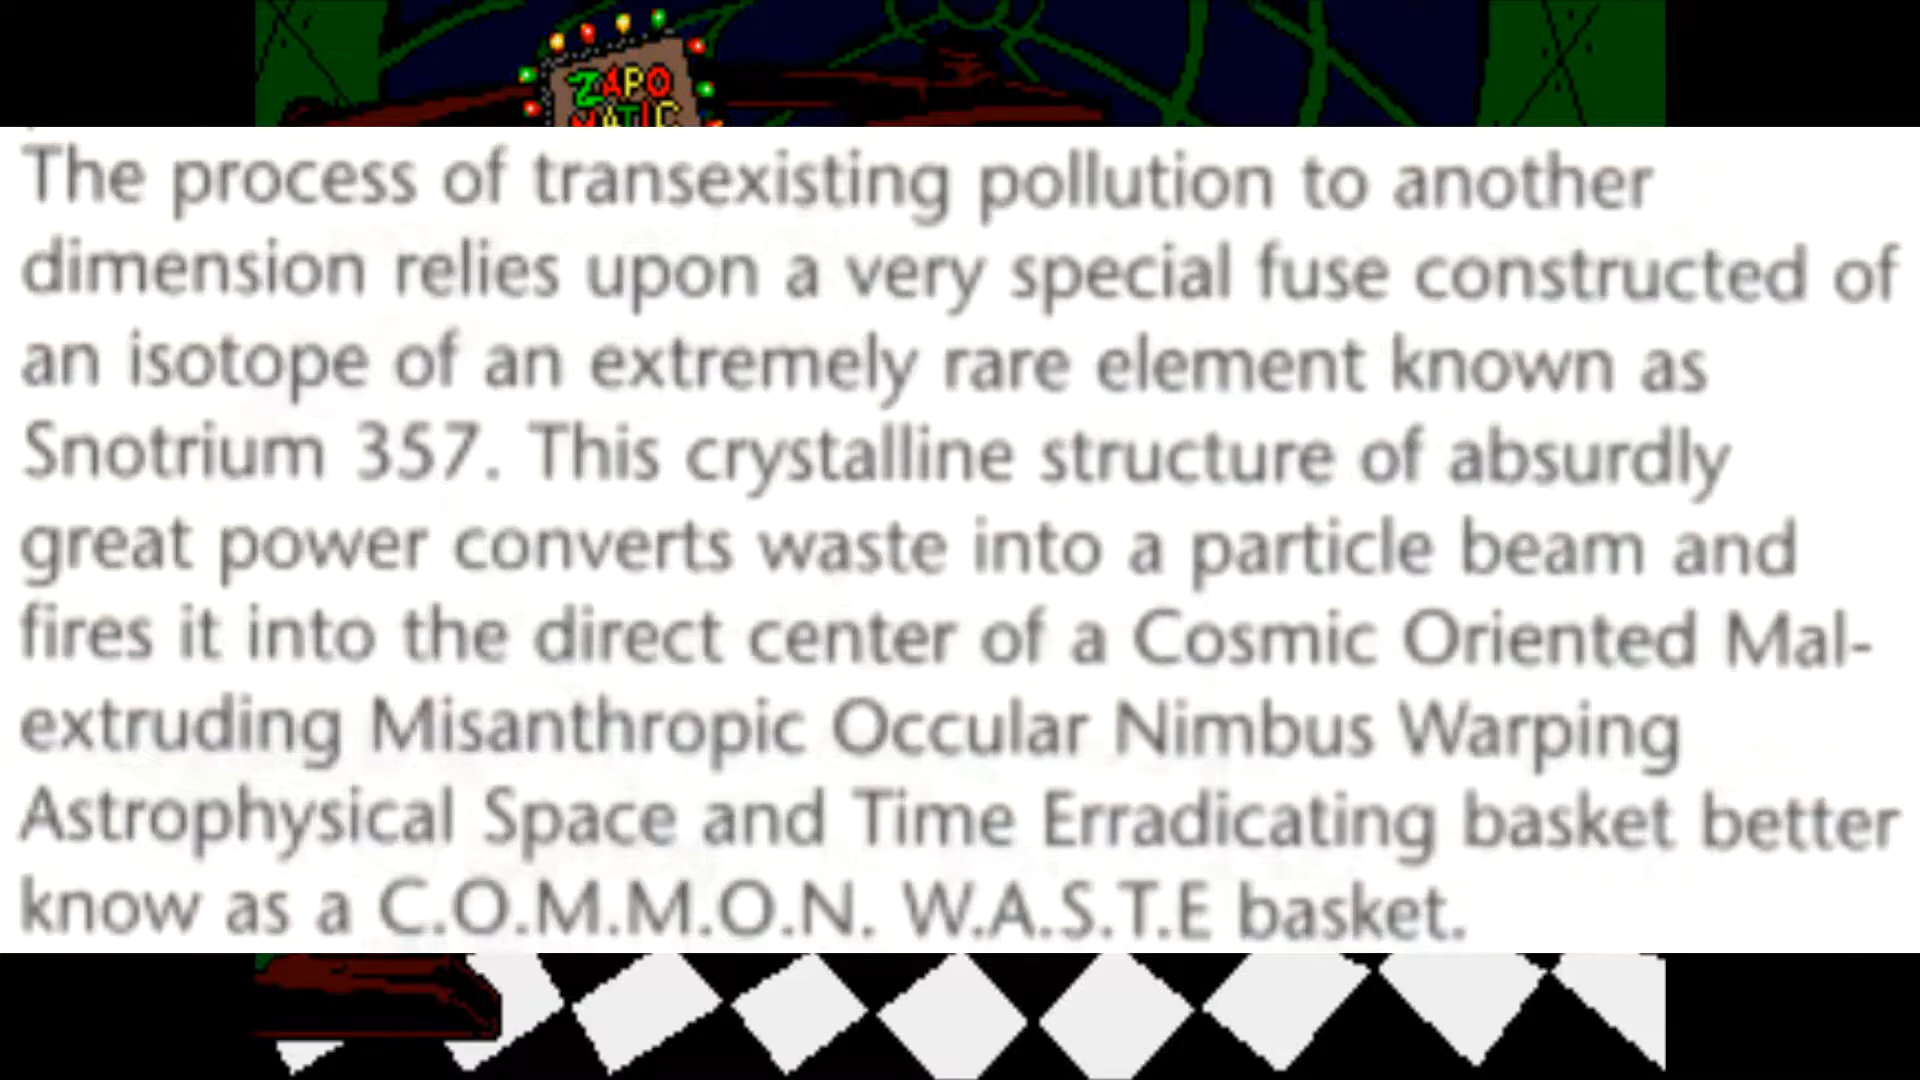 ZAPO
MATIC
The process of transexisting pollution to another
dimension relies upon a very special fuse constructed of
an isotope of an extremely rare element known as
Snotrium 357. This crystalline structure of absurdly
great power converts waste into a particle beam and
fires it into the direct center of a Cosmic Oriented Mal-
extruding Misanthropic Occular Nimbus Warping
Astrophysical Space and Time Erradicating basket better
know as a C.O.M.M.O.N. W.A.S.T.E basket.